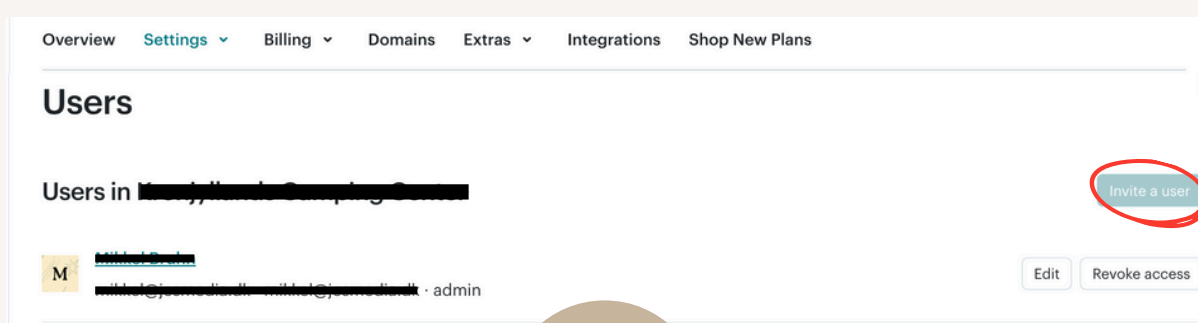 Overview Settings Billing Domains Extras Integrations Shop New Plans
Users
Users in
Invite a user
M
· admin
Edit Revoke access